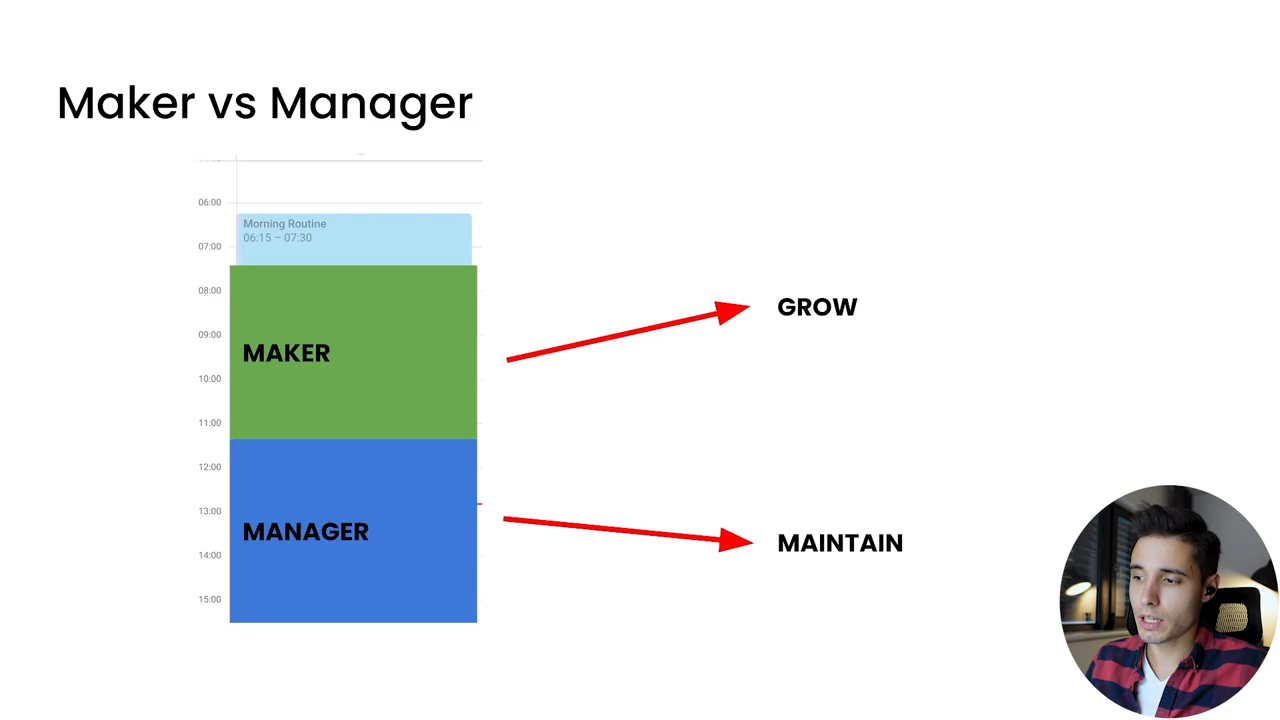 Maker vs Manager
06:00
Morning Routine
06:15 – 07:30
07:00
08:00
09:00
MAKER
10:00
11:00
12:00
13:00
MANAGER
14:00
15:00
GROW
MAINTAIN